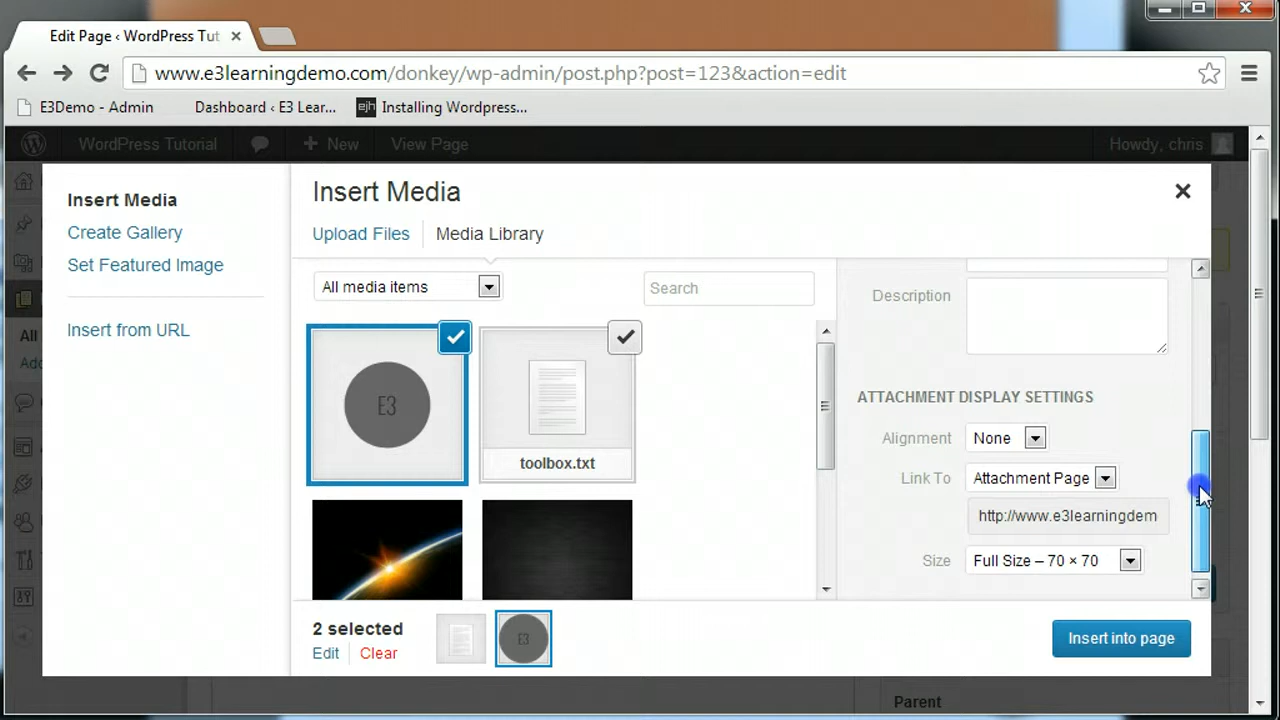 Edit Page ‹ WordPress Tut
www.e3learningdemo.com/donkey/wp-admin/post.php?post=123&action=edit
E3Demo - Admin
Dashboard ‹ E3 Lear...
ejh Installing Wordpress...
WordPress Tutorial
New
View Page
Howdy, chris
Insert Media
Create Gallery
Set Featured Image
Insert from URL
All
Add
Insert Media
Upload Files
Media Library
All media items
Search
E3
toolbox.txt
Description
ATTACHMENT DISPLAY SETTINGS
Alignment None
Link To Attachment Page
http://www.e3learningdem
Size Full Size – 70 × 70
2 selected
Edit Clear
E3
Insert into page
Parent